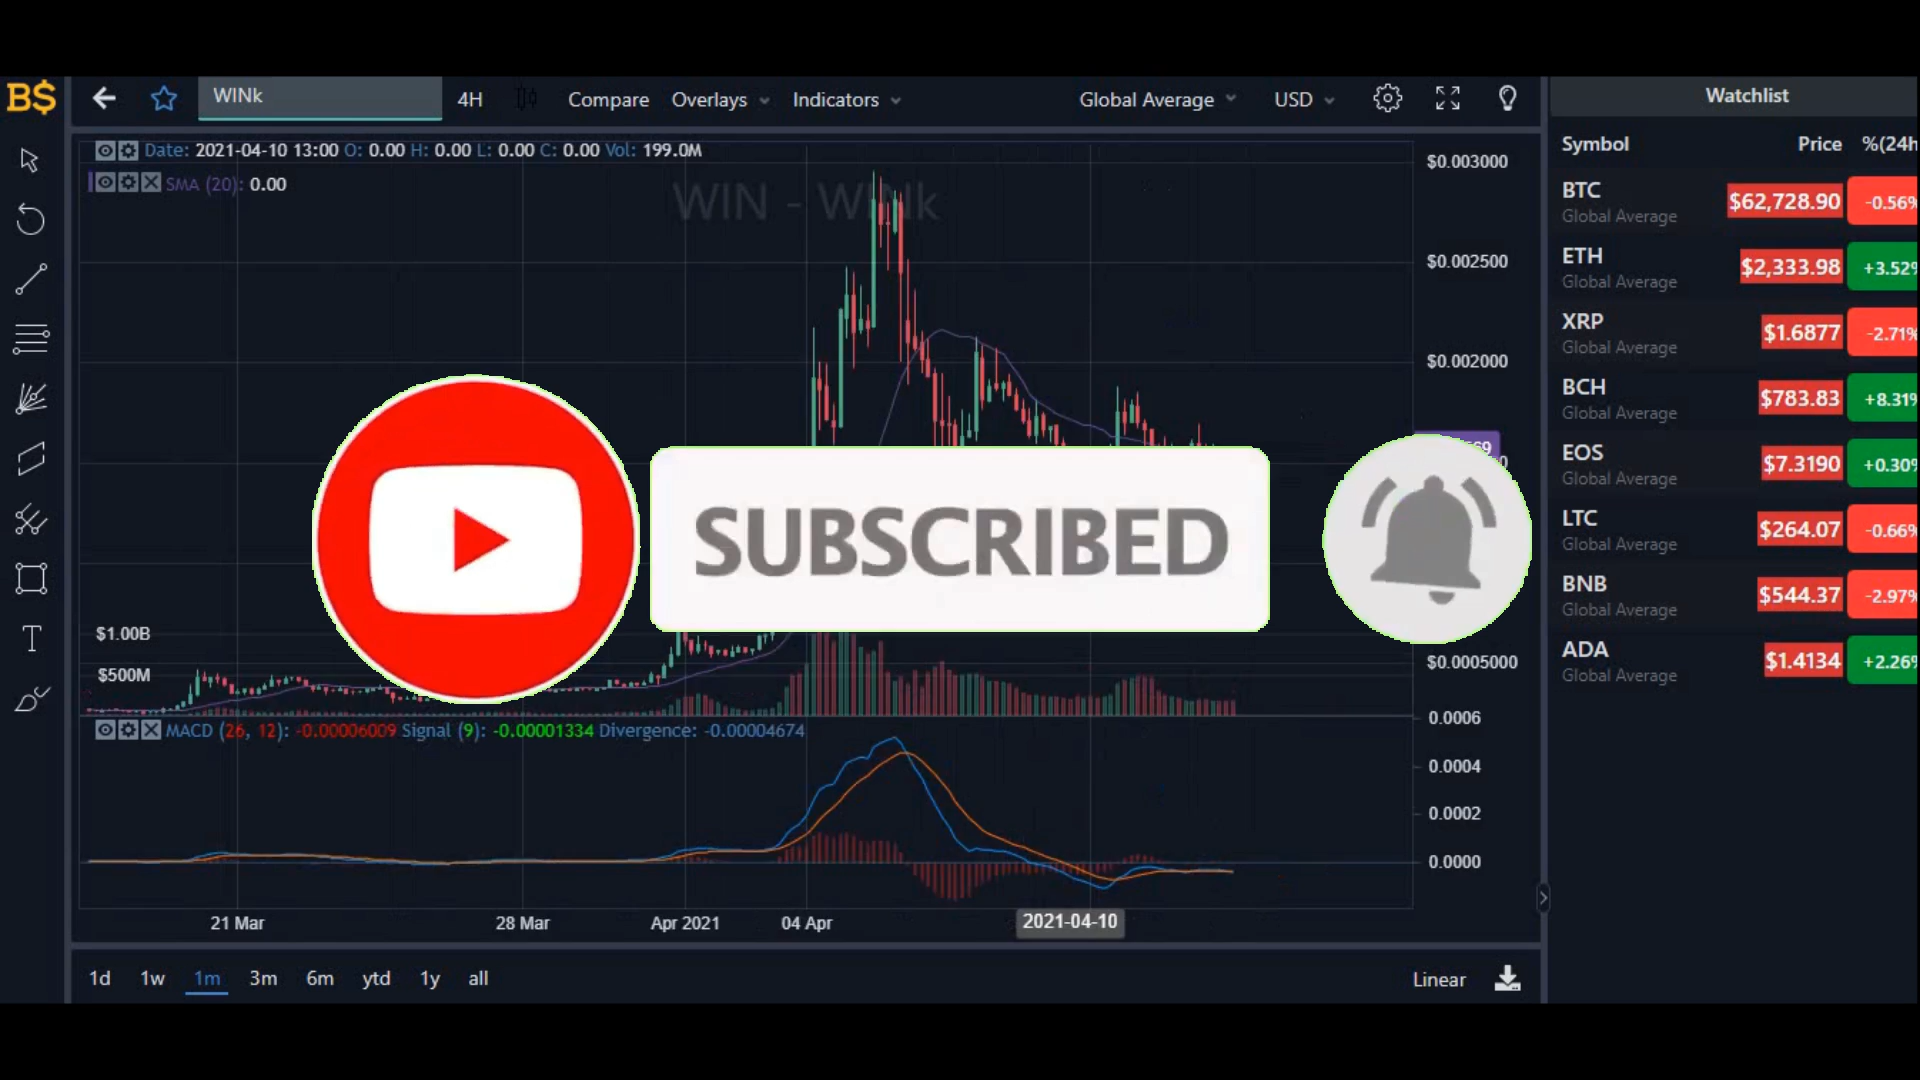 B$
WINk 4H Compare Overlays Indicators Global Average USD
Date: 2021-04-10 13:00 O: 0.00 H: 0.00 L: 0.00 C: 0.00 Vol: 199.0M
SMA (20): 0.00
WIN - WINk
$0.003000
$0.002500
$0.002000
SUBSCRIBED
$1.00B
$500M
$0.0005000
MACD (26, 12): -0.00006009 Signal (9): -0.00001334 Divergence: -0.00004674
0.0006
0.0004
0.0002
0.0000
21 Mar 28 Mar Apr 2021 04 Apr 2021-04-10
1d 1w 1m 3m 6m ytd 1y all Linear
Watchlist
Symbol Price %(24h
BTC $62,728.90 -0.56%
Global Average
ETH $2,333.98 +3.52%
Global Average
XRP $1.6877 -2.71%
Global Average
BCH $783.83 +8.31%
Global Average
EOS $7.3190 +0.30%
Global Average
LTC $264.07 -0.66%
Global Average
BNB $544.37 -2.97%
Global Average
ADA $1.4134 +2.26%
Global Average
T